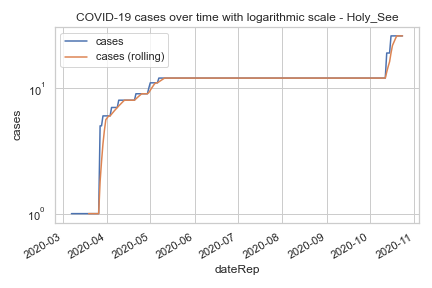 COVID-19 cases over time with logarithmic scale - Holy_See
cases
cases (rolling)
10¹
10⁰
cases
2020-03
2020-04
2020-05
2020-06
2020-07
2020-08
2020-09
2020-10
2020-11
dateRep